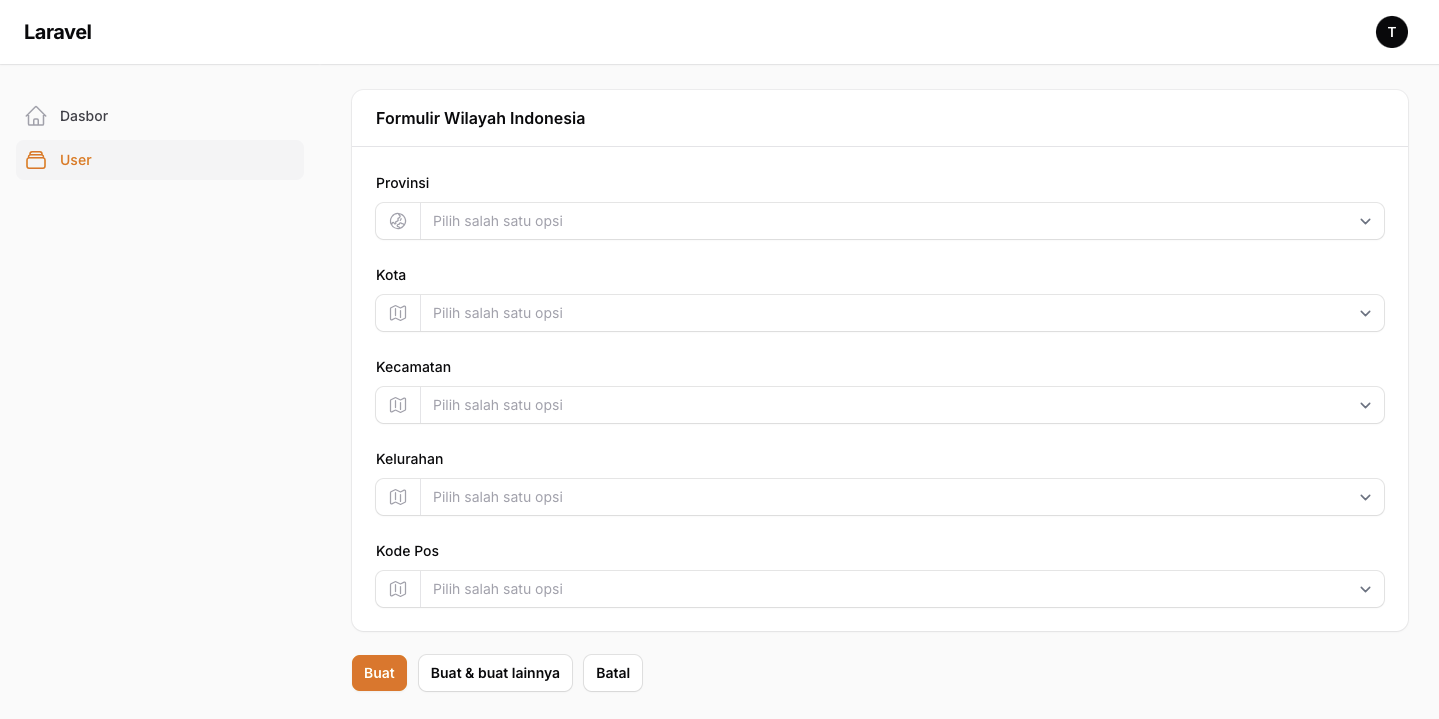 Laravel
T
Dasbor
User
Formulir Wilayah Indonesia
Provinsi
Pilih salah satu opsi
Kota
Pilih salah satu opsi
Kecamatan
Pilih salah satu opsi
Kelurahan
Pilih salah satu opsi
Kode Pos
Pilih salah satu opsi
Buat
Buat & buat lainnya
Batal